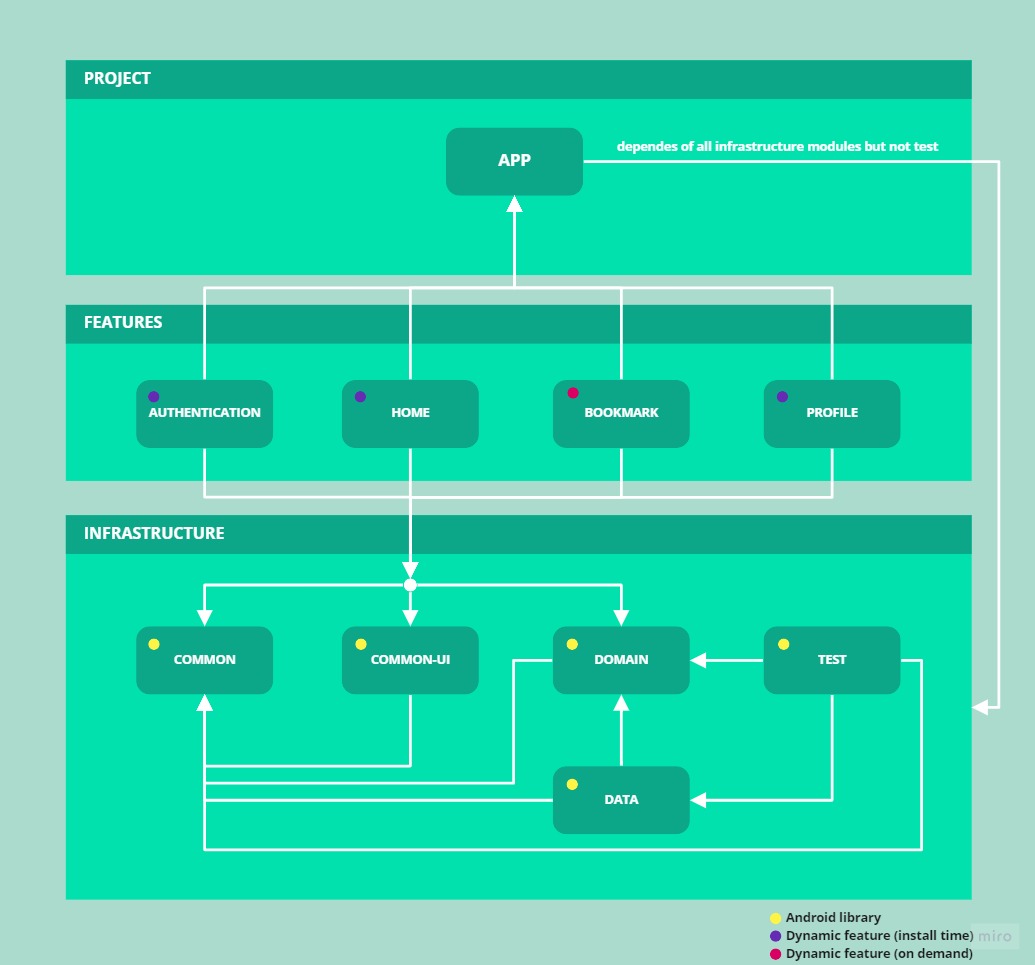 PROJECT
APP
dependes of all infrastructure modules but not test
FEATURES
AUTHENTICATION
HOME
BOOKMARK
PROFILE
INFRASTRUCTURE
COMMON
COMMON-UI
DOMAIN
TEST
DATA
Android library
Dynamic feature (install time)
miro
Dynamic feature (on demand)